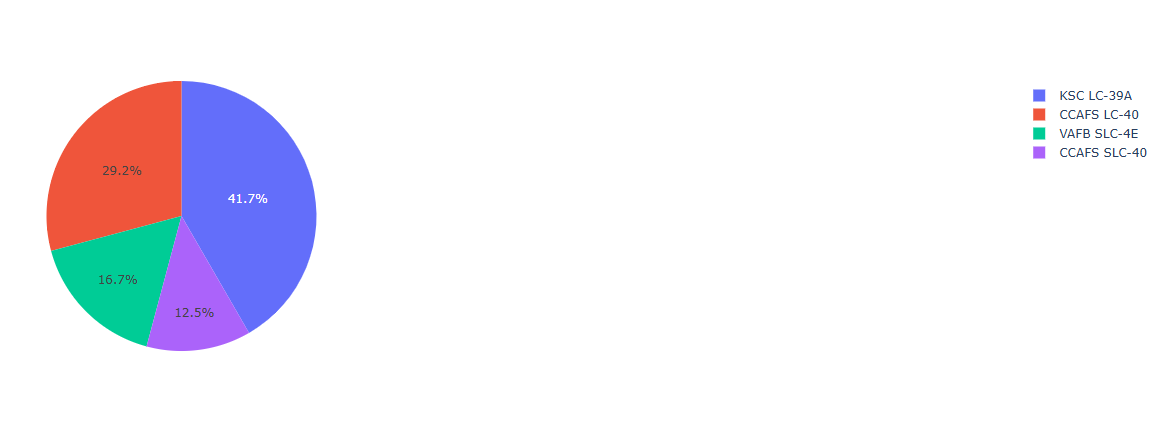 KSC LC-39A
CCAFS LC-40
VAFB SLC-4E
CCAFS SLC-40
29.2%
41.7%
16.7%
12.5%